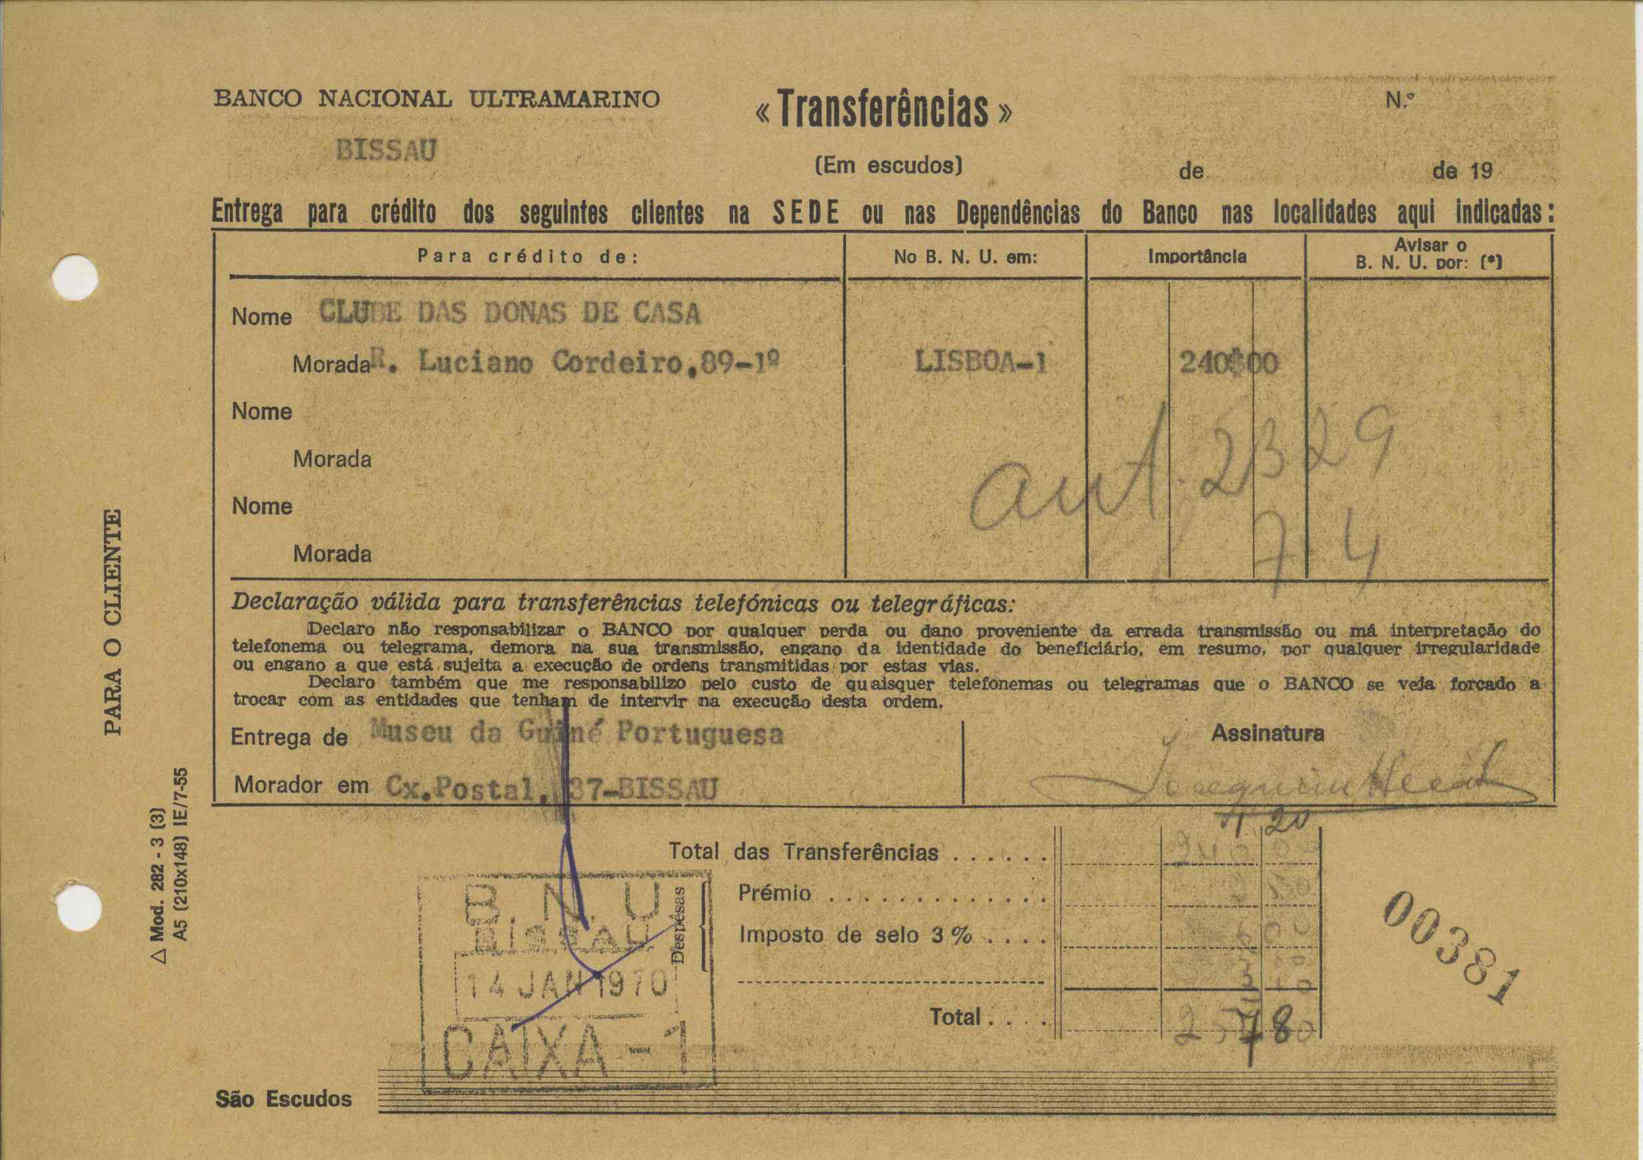 BANCO NACIONAL ULTRAMARINO
« Transferências »
N.º
BISSAU
(Em escudos)
de de 19
Entrega para crédito dos seguintes clientes na SEDE ou nas Dependências do Banco nas localidades aqui indicadas:
Para crédito de: No B. N. U. em: Importância Avisar o B. N. U. por: (*)
Nome CLUBE DAS DONAS DE CASA
Morada R. Luciano Cordeiro,89-1º LISBOA-1 240$00
Nome
Morada
Nome
Morada
aut. 2329
7.4
Declaração válida para transferências telefónicas ou telegráficas:
Declaro não responsabilizar o BANCO por qualquer perda ou dano proveniente da errada transmissão ou má interpretação do
telefonema ou telegrama, demora na sua transmissão, engano da identidade do beneficiário, em resumo, por qualquer irregularidade
ou engano a que está sujeita a execução de ordens transmitidas por estas vias.
Declaro também que me responsabilizo pelo custo de quaisquer telefonemas ou telegramas que o BANCO se veja forçado a
trocar com as entidades que tenham de intervir na execução desta ordem.
Entrega de Museu da Guiné Portuguesa
Assinatura
Morador em Cx.Postal, 37-BISSAU
Joaquim
20
Total das Transferências . . . . . .
Despesas
Prémio . . . . . . . . . . . . .
Imposto de selo 3% . . . .
Total . . . .
78
B. N. U.
BISSAU
14 JAN 1970
CAIXA - 1
00381
São Escudos
PARA O CLIENTE
△ Mod. 282 - 3 (3)
A5 (210x148) IE/7-55